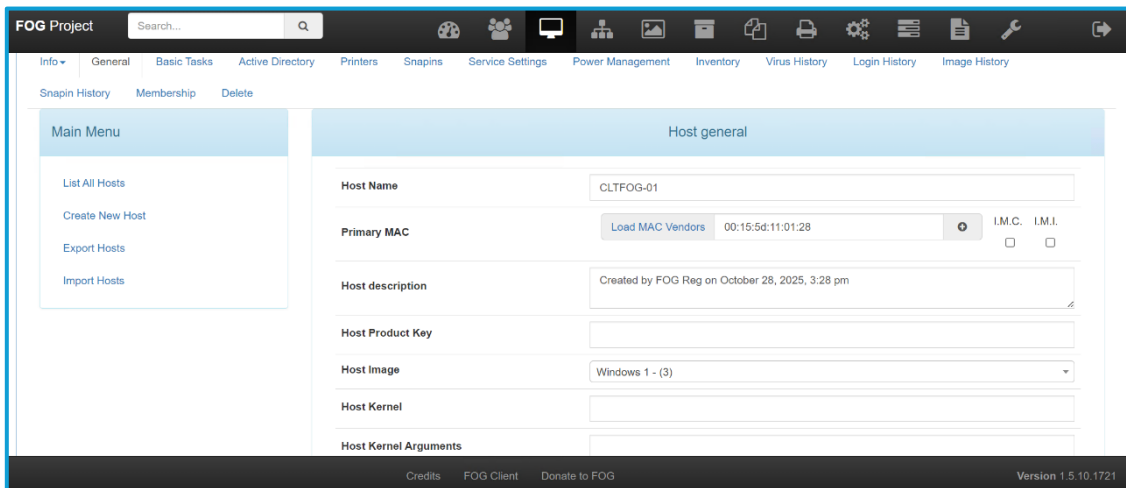 FOG Project
Search...
Info General Basic Tasks Active Directory Printers Snapins Service Settings Power Management Inventory Virus History Login History Image History
Snapin History Membership Delete
Main Menu
List All Hosts
Create New Host
Export Hosts
Import Hosts
Host general
Host Name CLTFOG-01
Primary MAC Load MAC Vendors 00:15:5d:11:01:28 I.M.C. I.M.I.
Host description Created by FOG Reg on October 28, 2025, 3:28 pm
Host Product Key
Host Image Windows 1 - (3)
Host Kernel
Host Kernel Arguments
Credits FOG Client Donate to FOG Version 1.5.10.1721